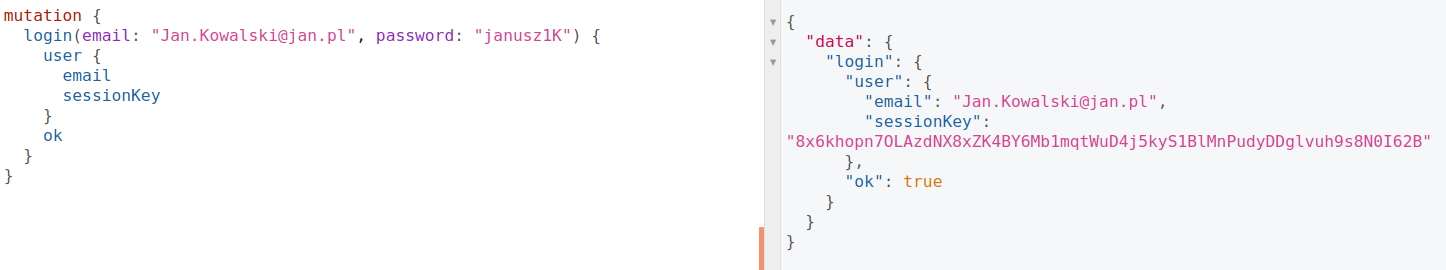 mutation {
login(email: "Jan.Kowalski@jan.pl", password: "janusz1K") {
user {
email
sessionKey
}
ok
}
}
{
"data": {
"login": {
"user": {
"email": "Jan.Kowalski@jan.pl",
"sessionKey":
"8x6khopn7OLAzdNX8xZK4BY6Mb1mqtWuD4j5kyS1BlMnPudyDDglvuh9s8N0I62B"
},
"ok": true
}
}
}